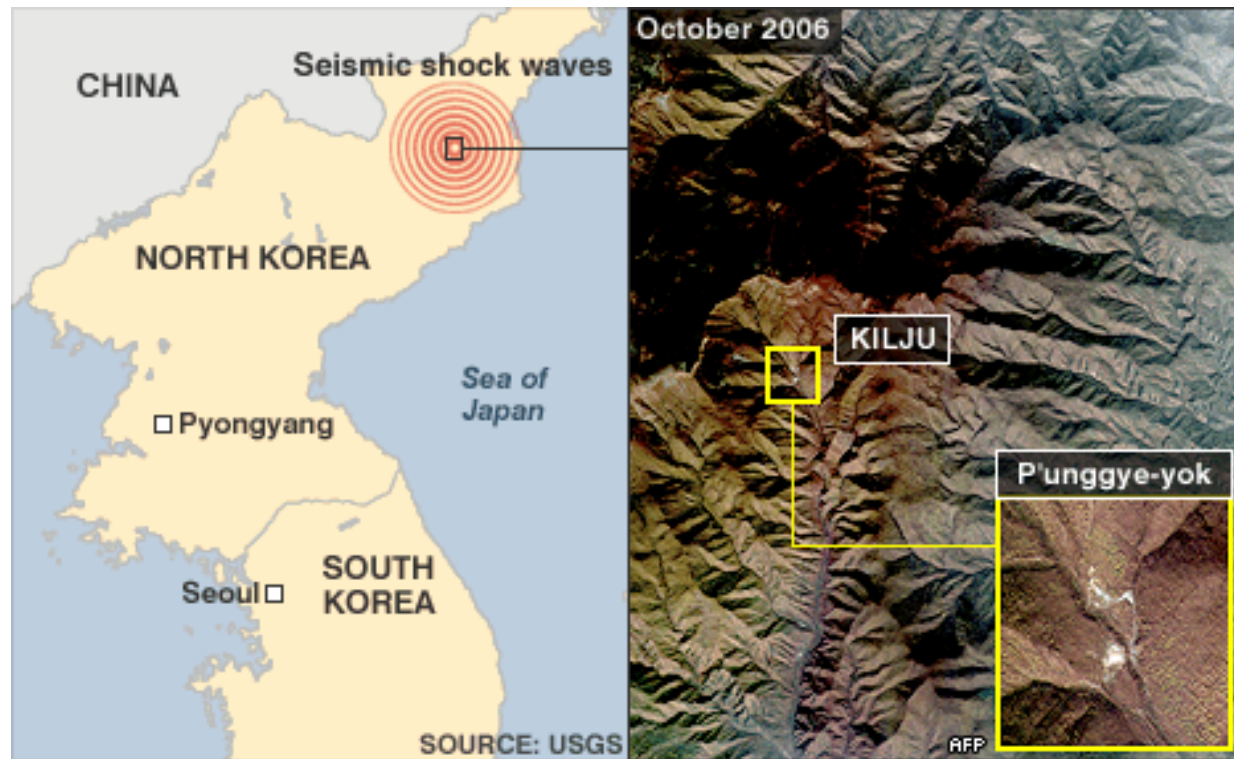 CHINA
Seismic shock waves
NORTH KOREA
Sea of
Japan
Pyongyang
SOUTH
KOREA
Seoul
SOURCE: USGS
October 2006
KILJU
P'unggye-yok
AFP